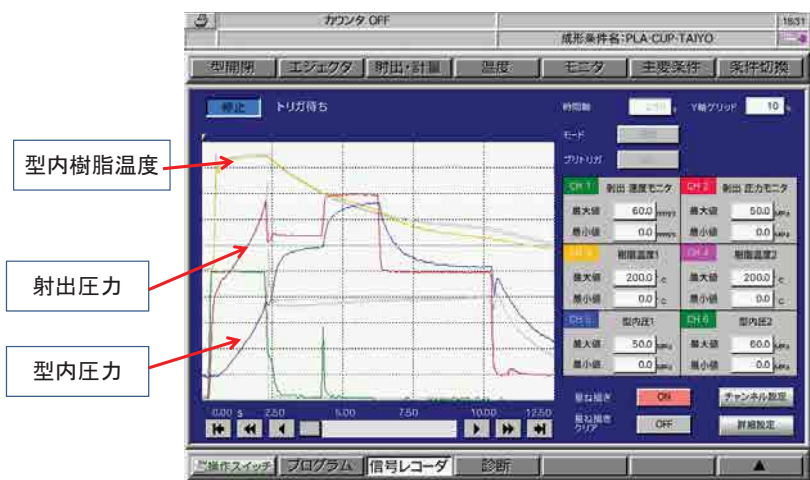 カウンタ OFF
16:31
成形条件名:PLA-CUP-TAIYO
型開閉 エジェクタ 射出・計量 温度 モニタ 主要条件 条件切換
停止 トリガ待ち
時間軸 Y軸グリッド 10
モード
プリトリガ
型内樹脂温度
射出圧力
型内圧力
CH 1 射出 速度モニタ CH 2 射出 圧力モニタ
最大値 60.0 mm/s 最大値 50.0 MPa
最小値 0.0 mm/s 最小値 0.0 MPa
CH 3 樹脂温度1 CH 4 樹脂温度2
最大値 200.0 ℃ 最大値 200.0 ℃
最小値 0.0 ℃ 最小値 0.0 ℃
CH 5 型内圧1 CH 6 型内圧2
最大値 50.0 MPa 最大値 60.0 MPa
最小値 0.0 MPa 最小値 0.0 MPa
0.00 s 2.50 5.00 7.50 10.00 12.50
重ね描き ON チャンネル設定
重ね描き
クリア OFF 詳細設定
操作スイッチ プログラム 信号レコーダ 診断 ▲